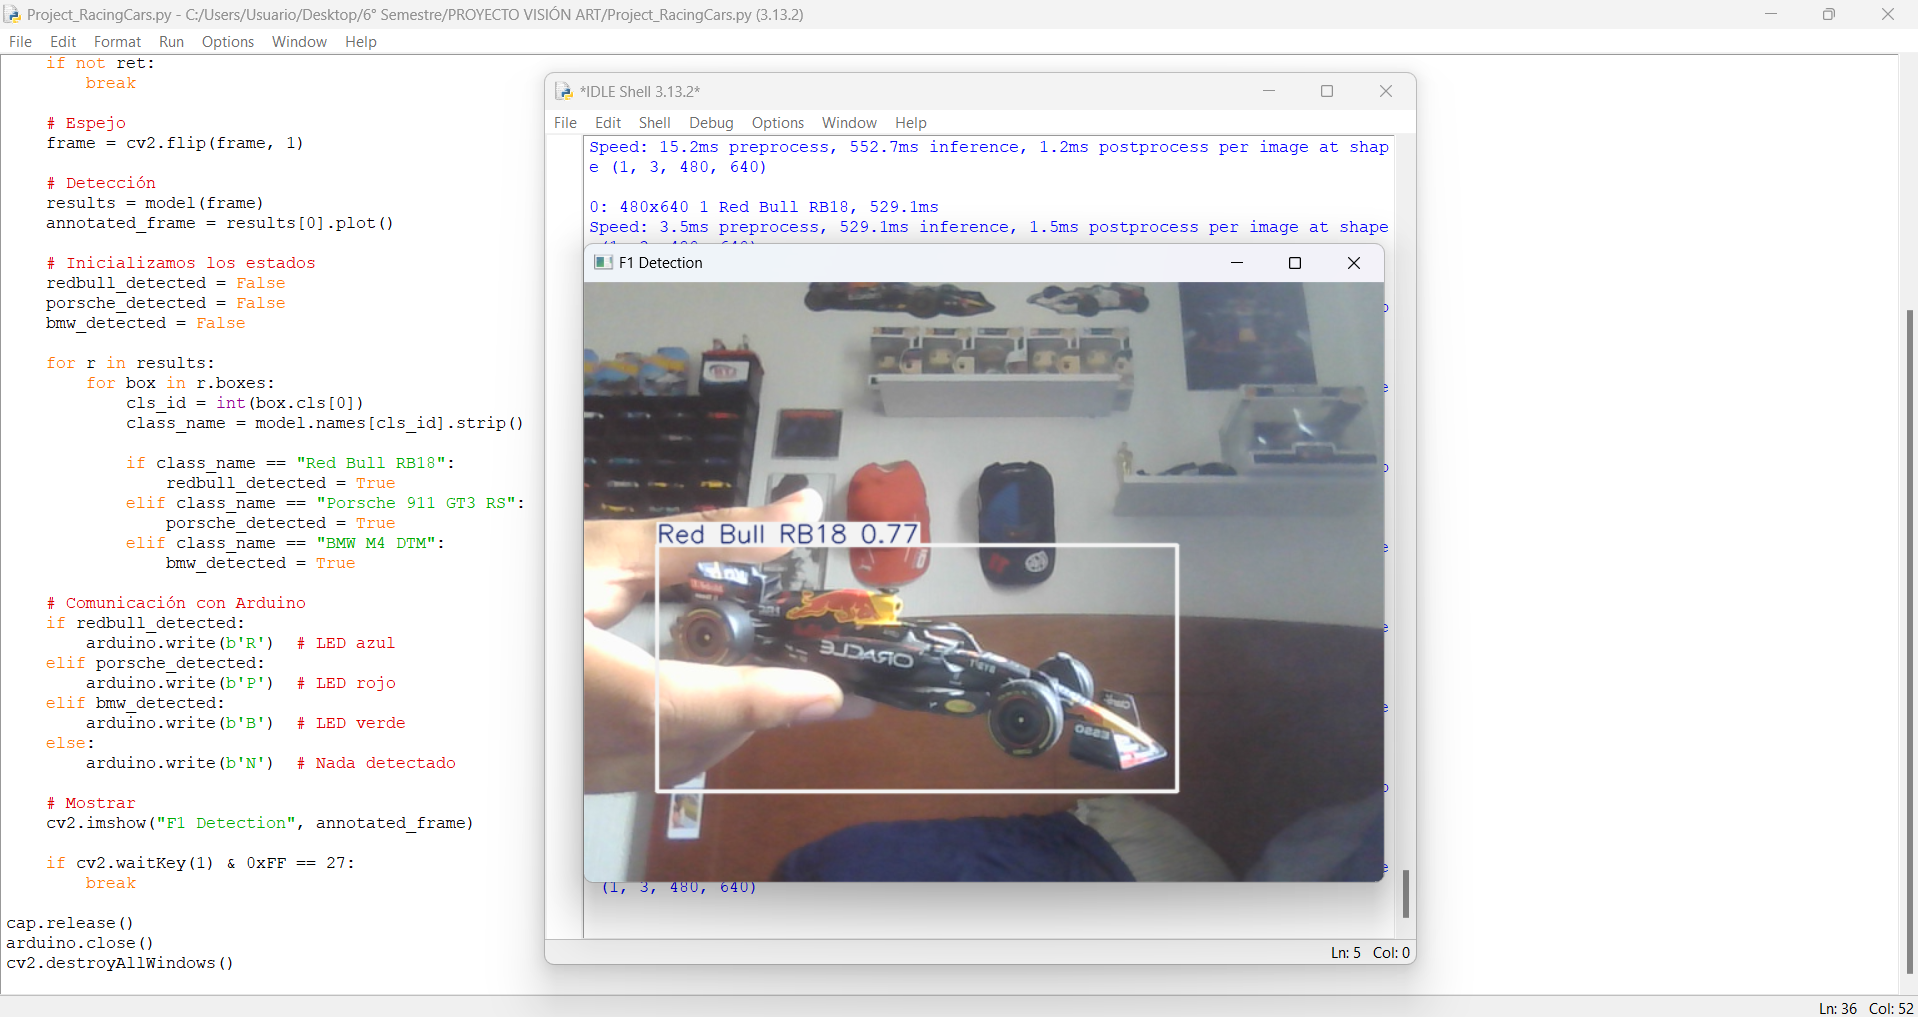 Project_RacingCars.py - C:/Users/Usuario/Desktop/6° Semestre/PROYECTO VISIÓN ART/Project_RacingCars.py (3.13.2)
File Edit Format Run Options Window Help
    if not ret:
        break

    # Espejo
    frame = cv2.flip(frame, 1)

    # Detección
    results = model(frame)
    annotated_frame = results[0].plot()

    # Inicializamos los estados
    redbull_detected = False
    porsche_detected = False
    bmw_detected = False

    for r in results:
        for box in r.boxes:
            cls_id = int(box.cls[0])
            class_name = model.names[cls_id].strip()

            if class_name == "Red Bull RB18":
                redbull_detected = True
            elif class_name == "Porsche 911 GT3 RS":
                porsche_detected = True
            elif class_name == "BMW M4 DTM":
                bmw_detected = True

    # Comunicación con Arduino
    if redbull_detected:
        arduino.write(b'R')  # LED azul
    elif porsche_detected:
        arduino.write(b'P')  # LED rojo
    elif bmw_detected:
        arduino.write(b'B')  # LED verde
    else:
        arduino.write(b'N')  # Nada detectado

    # Mostrar
    cv2.imshow("F1 Detection", annotated_frame)

    if cv2.waitKey(1) & 0xFF == 27:
        break

cap.release()
arduino.close()
cv2.destroyAllWindows()
*IDLE Shell 3.13.2*
File Edit Shell Debug Options Window Help
Speed: 15.2ms preprocess, 552.7ms inference, 1.2ms postprocess per image at shap
e (1, 3, 480, 640)

0: 480x640 1 Red Bull RB18, 529.1ms
Speed: 3.5ms preprocess, 529.1ms inference, 1.5ms postprocess per image at shape
F1 Detection
Red Bull RB18 0.77
ORACLE
ESSO
(1, 3, 480, 640)
Ln: 5 Col: 0
Ln: 36 Col: 52